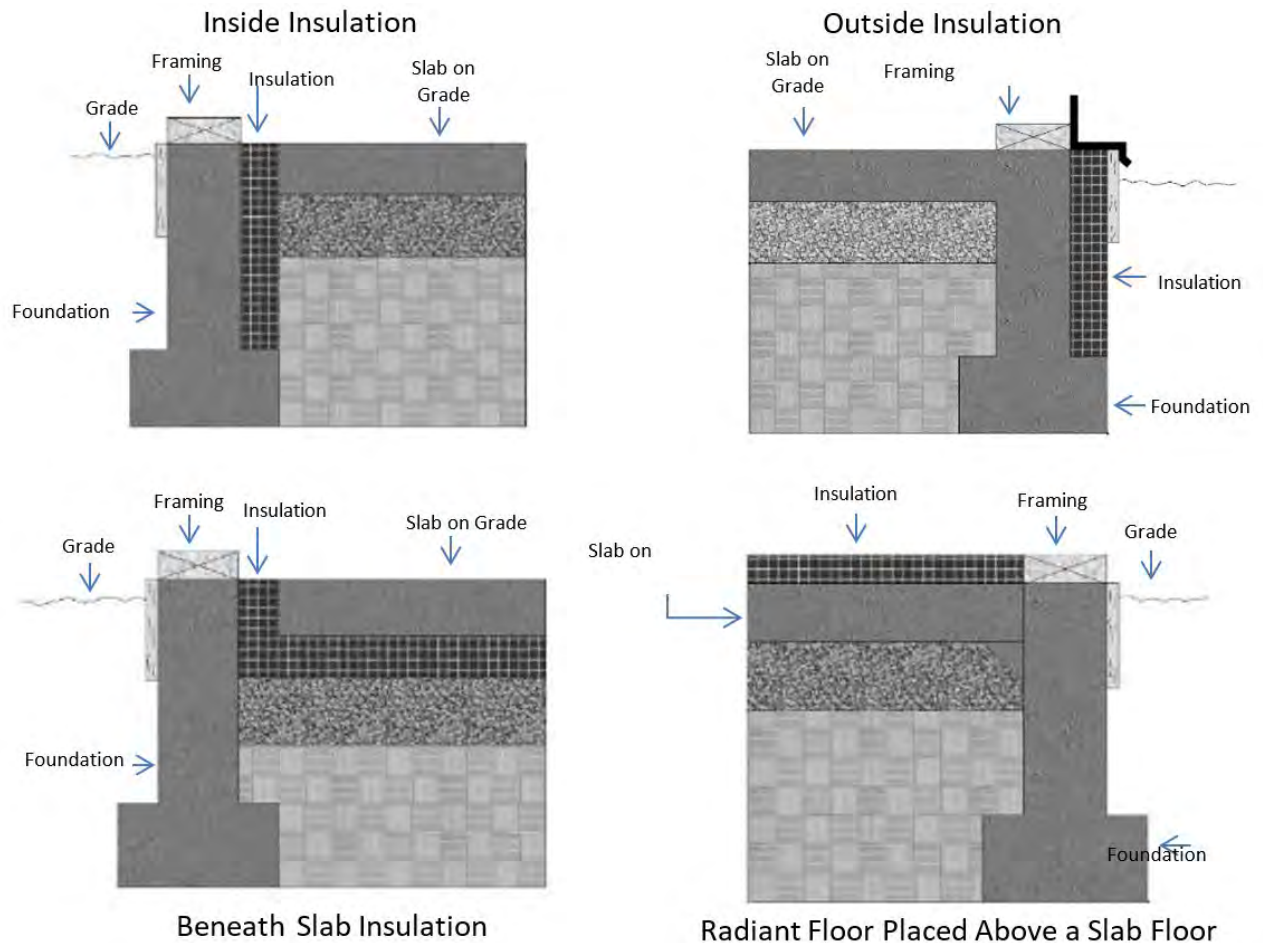 Inside Insulation
Framing
Insulation
Slab on
Grade
Grade
Foundation
Outside Insulation
Slab on
Grade
Framing
Insulation
Foundation
Framing
Insulation
Slab on Grade
Grade
Foundation
Beneath Slab Insulation
Insulation
Framing
Grade
Slab on
Foundation
Radiant Floor Placed Above a Slab Floor